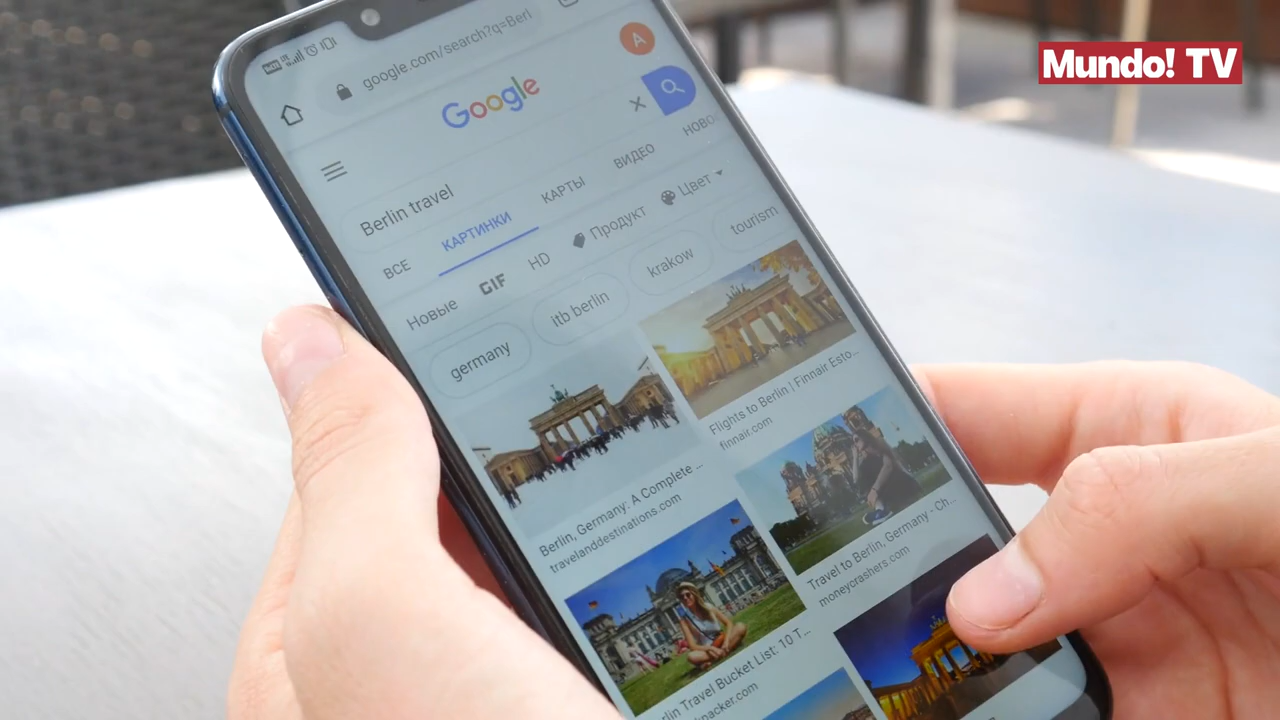 Mundo! TV
google.com/search?q=Berl
A
Google
Berlin travel
ВСЕ КАРТИНКИ КАРТЫ ВИДЕО НОВО
Новые GIF HD Продукт Цвет
germany itb berlin krakow tourism
Flights to Berlin | Finnair Esto...
finnair.com
Berlin, Germany: A Complete ...
travelanddestinations.com
Travel to Berlin, Germany - Ch...
moneycrashers.com
rlin Travel Bucket List: 10 T...
nacker.com